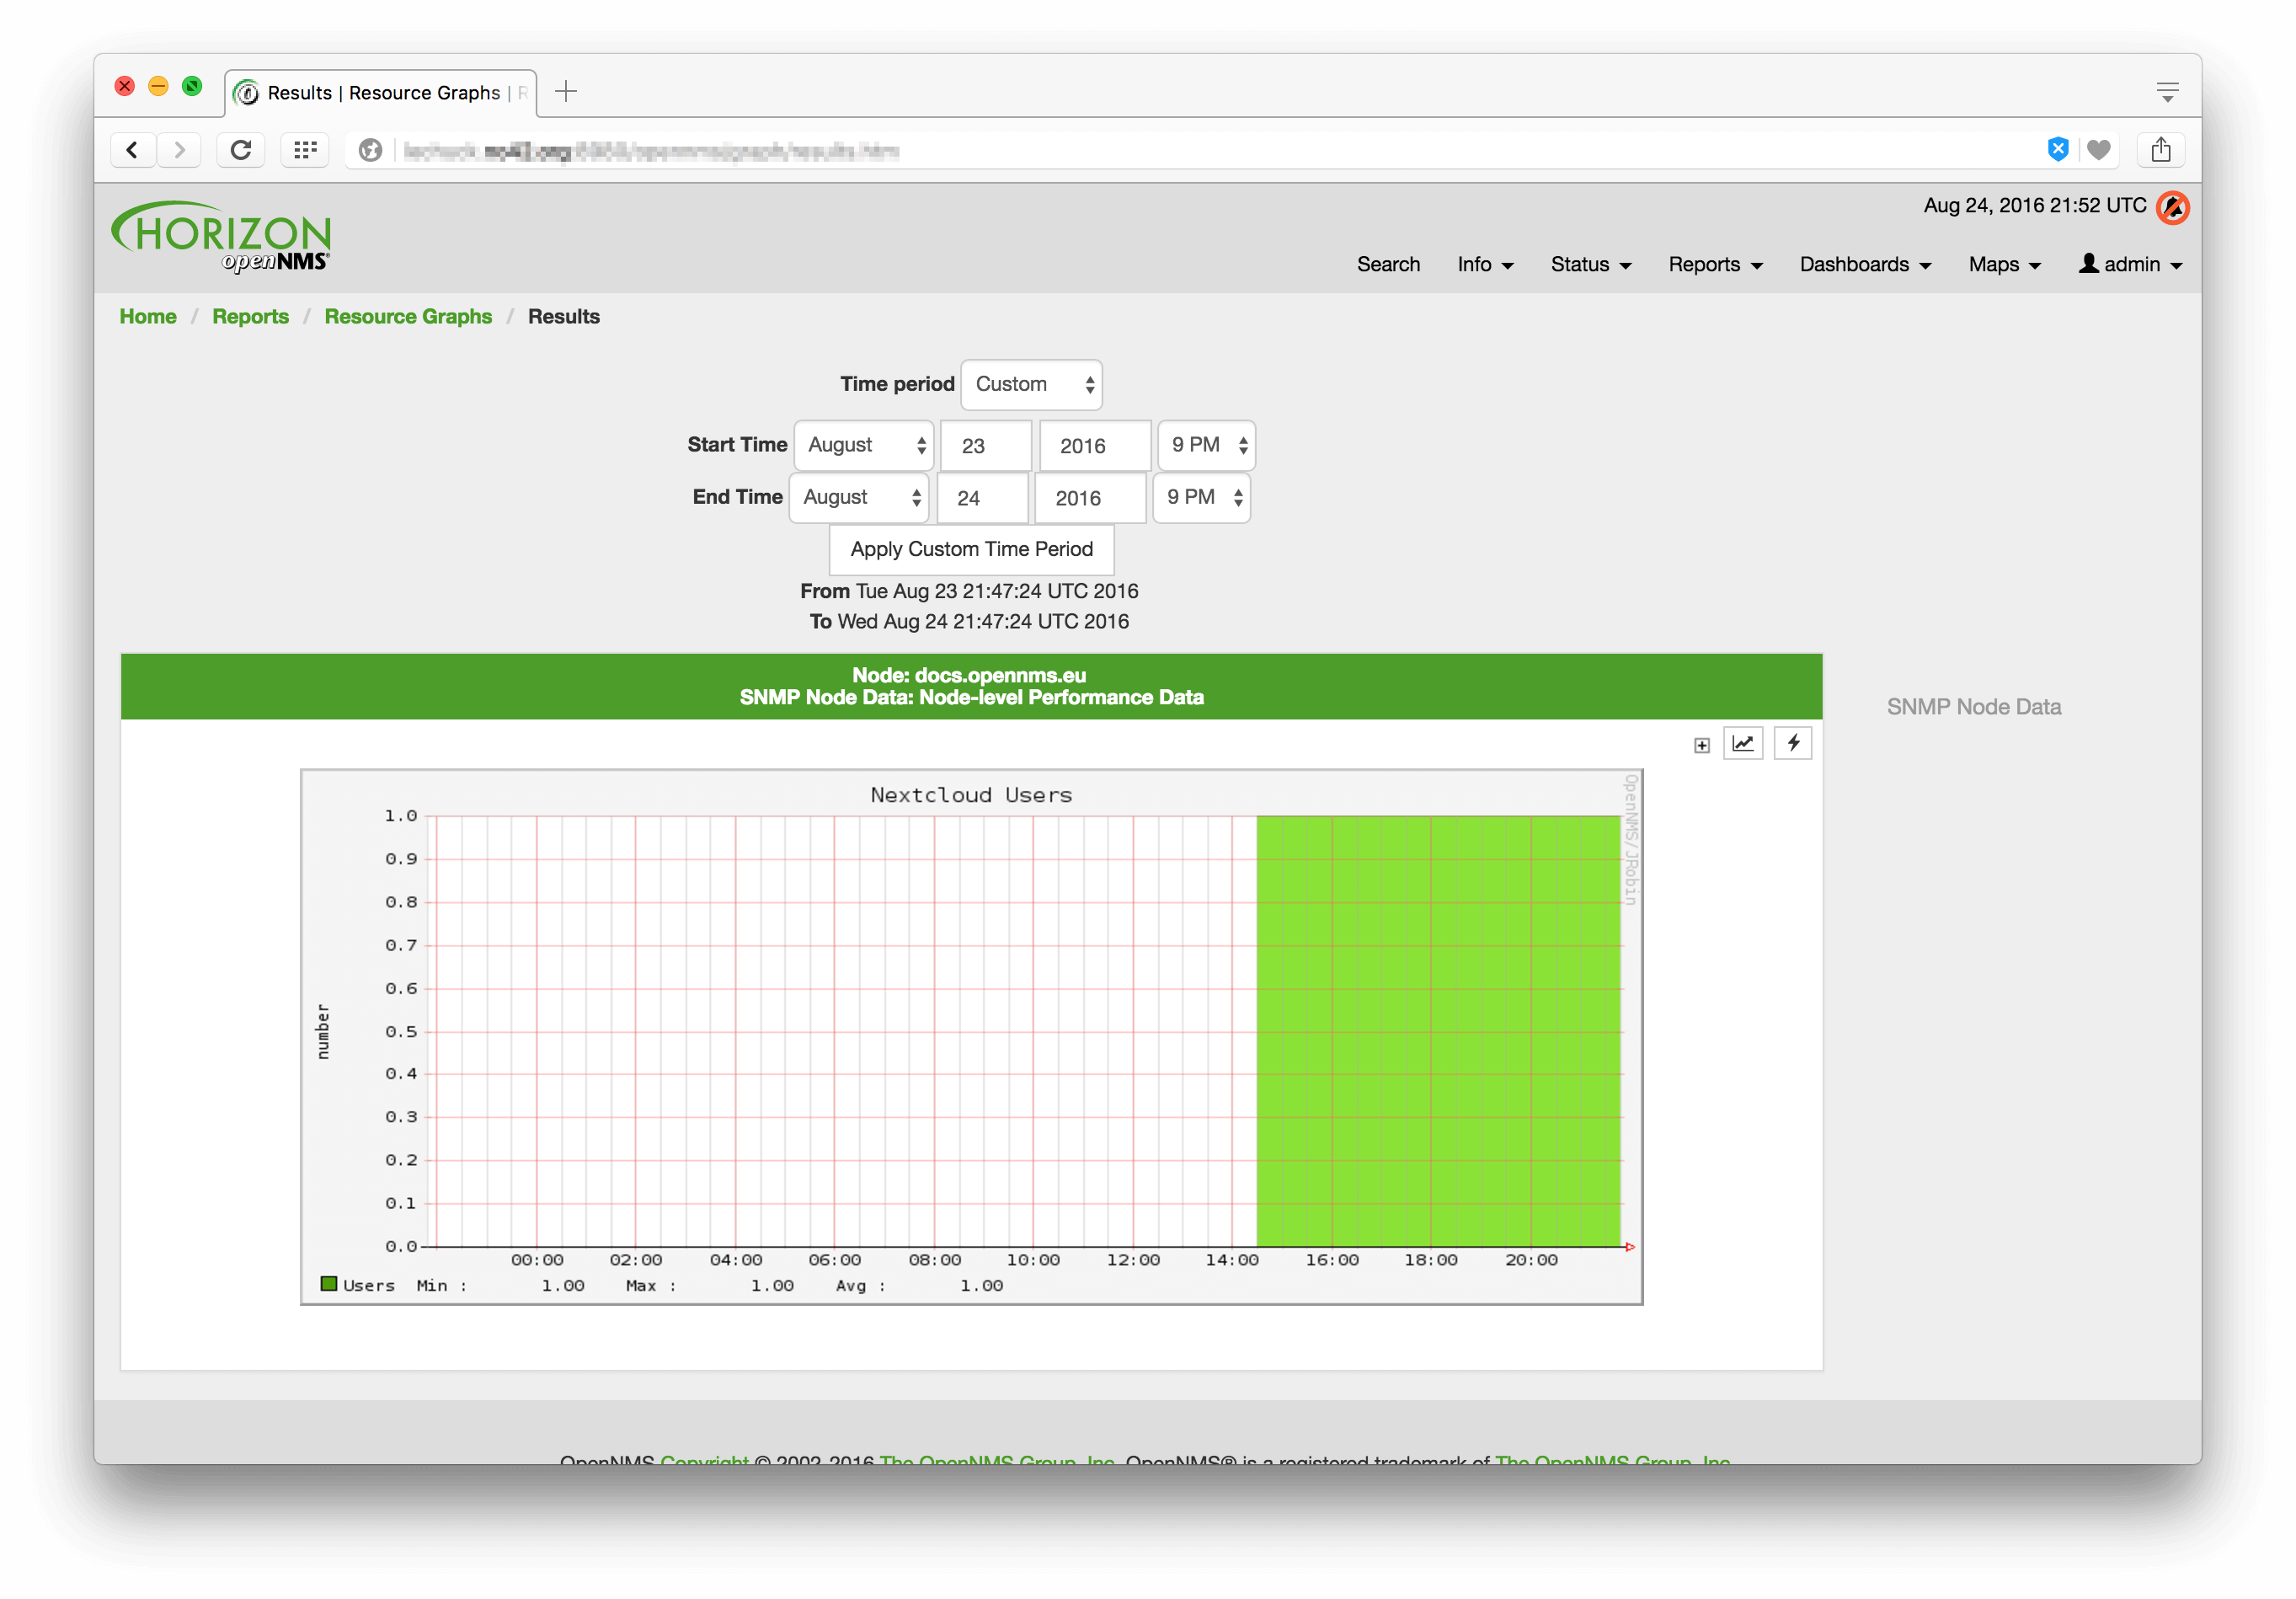 Results | Resource Graphs | R
Aug 24, 2016 21:52 UTC
HORIZON
openNMS®
Search Info Status Reports Dashboards Maps admin
Home / Reports / Resource Graphs / Results
Time period Custom
Start Time August 23 2016 9 PM
End Time August 24 2016 9 PM
Apply Custom Time Period
From Tue Aug 23 21:47:24 UTC 2016
To Wed Aug 24 21:47:24 UTC 2016
Node: docs.opennms.eu
SNMP Node Data: Node-level Performance Data
SNMP Node Data
Nextcloud Users
OpenNMS/JRobin
number
1.0
0.9
0.8
0.7
0.6
0.5
0.4
0.3
0.2
0.1
0.0
00:00 02:00 04:00 06:00 08:00 10:00 12:00 14:00 16:00 18:00 20:00
Users Min : 1.00 Max : 1.00 Avg : 1.00
OpenNMS Copyright © 2002-2016 The OpenNMS Group, Inc. OpenNMS® is a registered trademark of The OpenNMS Group, Inc.